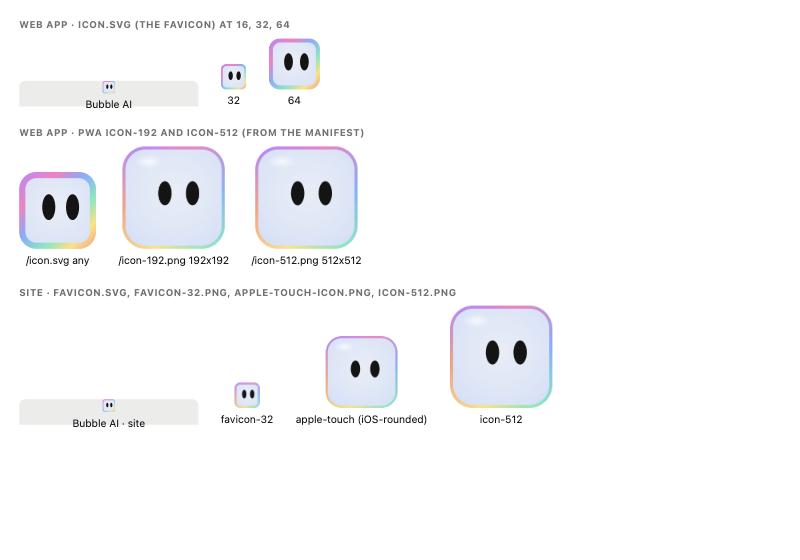 WEB APP · ICON.SVG (THE FAVICON) AT 16, 32, 64
Bubble AI
32
64
WEB APP · PWA ICON-192 AND ICON-512 (FROM THE MANIFEST)
/icon.svg any
/icon-192.png 192x192
/icon-512.png 512x512
SITE · FAVICON.SVG, FAVICON-32.PNG, APPLE-TOUCH-ICON.PNG, ICON-512.PNG
Bubble AI · site
favicon-32
apple-touch (iOS-rounded)
icon-512